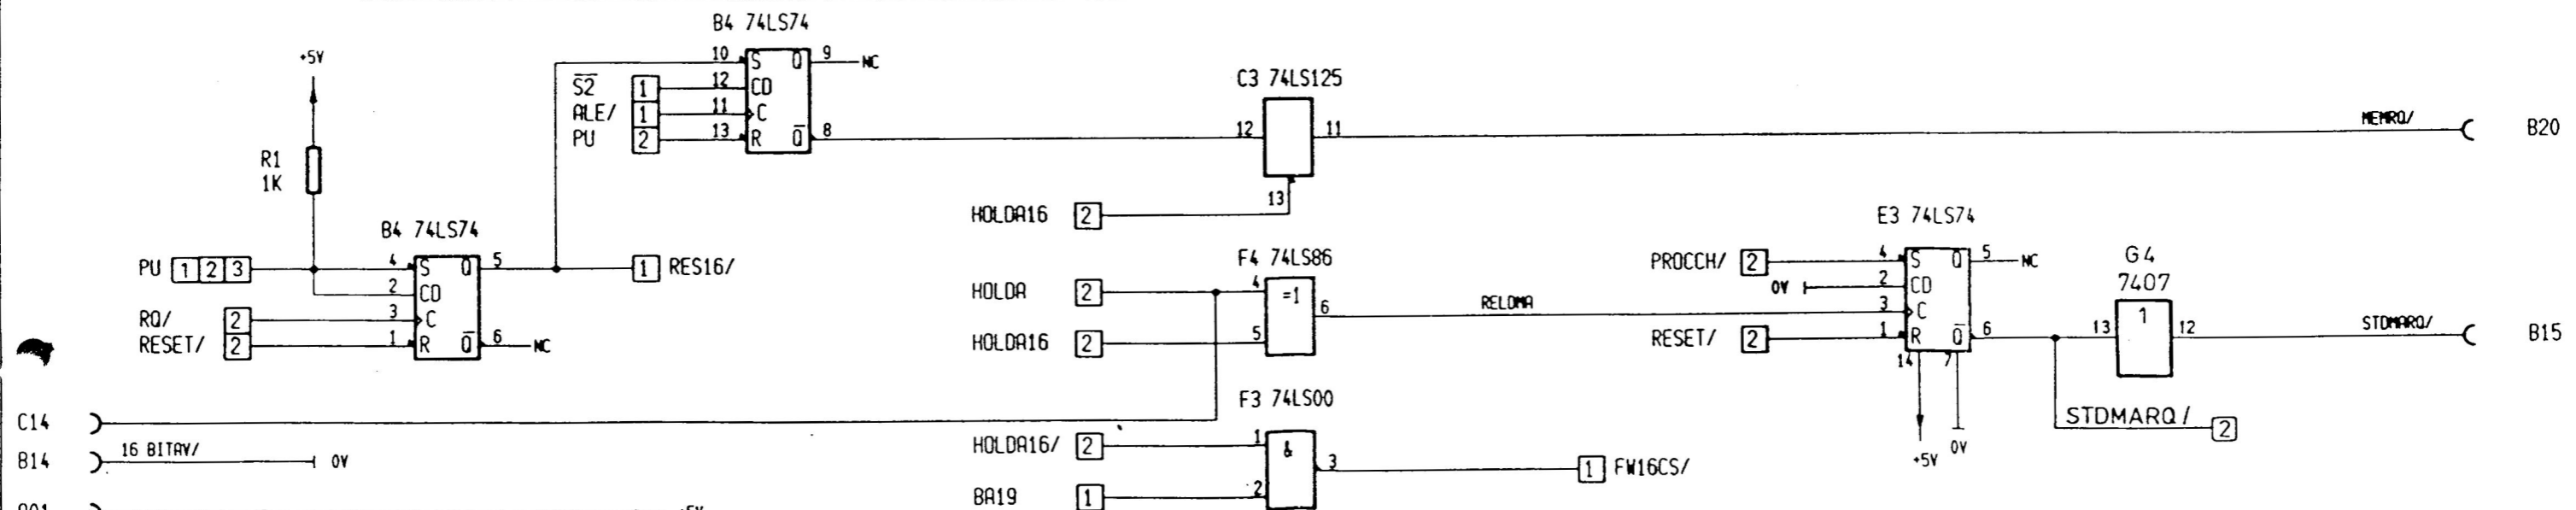 B4 74LS74
+5V
10 S Q 9 NC
S̅2̅ 1 12 CD
ALE/ 1 11 C
PU 2 13 R Q̅ 8
C3 74LS125
12 11
13
HOLDA16 2
MEMRQ/ B20
R1
1K
B4 74LS74
PU 1 2 3 4 S Q 5 1 RES16/
2 CD
RQ/ 2 3 C
RESET/ 2 1 R Q̅ 6 NC
F4 74LS86
HOLDA 2 4 =1 6
HOLDA16 2 5
RELDMA
E3 74LS74
PROCCH/ 2 4 S Q 5 NC
0V 2 CD
3 C
RESET/ 2 1 R Q̅ 6
14 7
+5V 0V
G4
7407
13 1 12
STDMARQ/ B15
STDMARQ/ 2
C14
B14 16 BITAV/ 0V
F3 74LS00
HOLDA16/ 2 1 & 3 1 FW16CS/
BA19 1 2